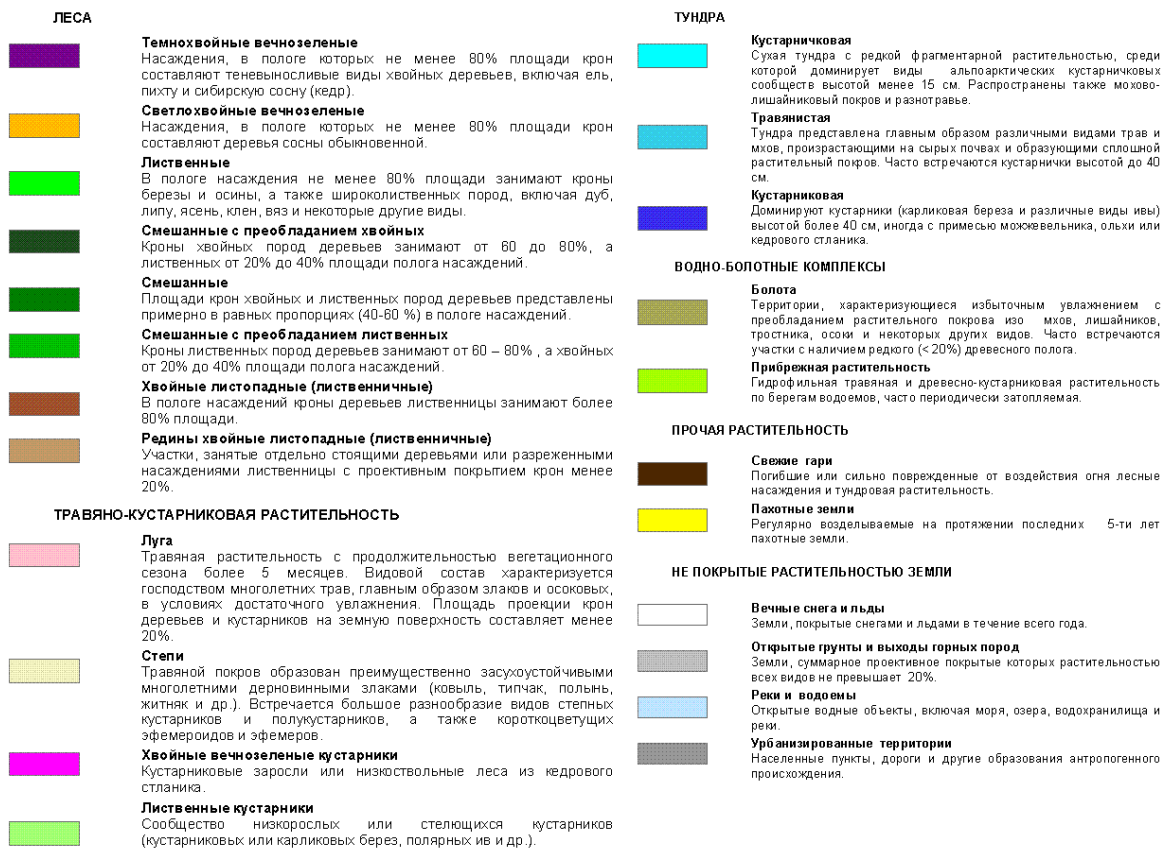 ЛЕСА
Темнохвойные вечнозеленые
Насаждения, в пологе которых не менее 80% площади крон
составляют теневыносливые виды хвойных деревьев, включая ель,
пихту и сибирскую сосну (кедр).
Светлохвойные вечнозеленые
Насаждения, в пологе которых не менее 80% площади крон
составляют деревья сосны обыкновенной.
Лиственные
В пологе насаждения не менее 80% площади занимают кроны
березы и осины, а также широколиственных пород, включая дуб,
липу, ясень, клен, вяз и некоторые другие виды.
Смешанные с преобладанием хвойных
Кроны хвойных пород деревьев занимают от 60 до 80%, а
лиственных от 20% до 40% площади полога насаждений.
Смешанные
Площади крон хвойных и лиственных пород деревьев представлены
примерно в равных пропорциях (40-60 %) в пологе насаждений.
Смешанные с преобладанием лиственных
Кроны лиственных пород деревьев занимают от 60 – 80% , а хвойных
от 20% до 40% площади полога насаждений.
Хвойные листопадные (лиственничные)
В пологе насаждений кроны деревьев лиственницы занимают более
80% площади.
Редины хвойные листопадные (лиственничные)
Участки, занятые отдельно стоящими деревьями или разреженными
насаждениями лиственницы с проективным покрытием крон менее
20%.
ТРАВЯНО-КУСТАРНИКОВАЯ РАСТИТЕЛЬНОСТЬ
Луга
Травяная растительность с продолжительностью вегетационного
сезона более 5 месяцев. Видовой состав характеризуется
господством многолетних трав, главным образом злаков и осоковых,
в условиях достаточного увлажнения. Площадь проекции крон
деревьев и кустарников на земную поверхность составляет менее
20%.
Степи
Травяной покров образован преимущественно засухоустойчивыми
многолетними дерновинными злаками (ковыль, типчак, полынь,
житняк и др.). Встречается большое разнообразие видов степных
кустарников и полукустарников, а также короткоцветущих
эфемероидов и эфемеров.
Хвойные вечнозеленые кустарники
Кустарниковые заросли или низкоствольные леса из кедрового
стланика.
Лиственные кустарники
Сообщество низкорослых или стелющихся кустарников
(кустарниковых или карликовых берез, полярных ив и др.).
ТУНДРА
Кустарничковая
Сухая тундра с редкой фрагментарной растительностью, среди
которой доминирует виды альпоарктических кустарничковых
сообществ высотой менее 15 см. Распространены также мохово-
лишайниковый покров и разнотравье.
Травянистая
Тундра представлена главным образом различными видами трав и
мхов, произрастающими на сырых почвах и образующими сплошной
растительный покров. Часто встречаются кустарнички высотой до 40
см.
Кустарниковая
Доминируют кустарники (карликовая береза и различные виды ивы)
высотой более 40 см, иногда с примесью можжевельника, ольхи или
кедрового стланика.
ВОДНО-БОЛОТНЫЕ КОМПЛЕКСЫ
Болота
Территории, характеризующиеся избыточным увлажнением с
преобладанием растительного покрова изо мхов, лишайников,
тростника, осоки и некоторых других видов. Часто встречаются
участки с наличием редкого (< 20%) древесного полога.
Прибрежная растительность
Гидрофильная травяная и древесно-кустарниковая растительность
по берегам водоемов, часто периодически затопляемая.
ПРОЧАЯ РАСТИТЕЛЬНОСТЬ
Свежие гари
Погибшие или сильно поврежденные от воздействия огня лесные
насаждения и тундровая растительность.
Пахотные земли
Регулярно возделываемые на протяжении последних 5-ти лет
пахотные земли.
НЕ ПОКРЫТЫЕ РАСТИТЕЛЬНОСТЬЮ ЗЕМЛИ
Вечные снега и льды
Земли, покрытые снегами и льдами в течение всего года.
Открытые грунты и выходы горных пород
Земли, суммарное проективное покрытые которых растительностью
всех видов не превышает 20%.
Реки и водоемы
Открытые водные объекты, включая моря, озера, водохранилища и
реки.
Урбанизированные территории
Населенные пункты, дороги и другие образования антропогенного
происхождения.